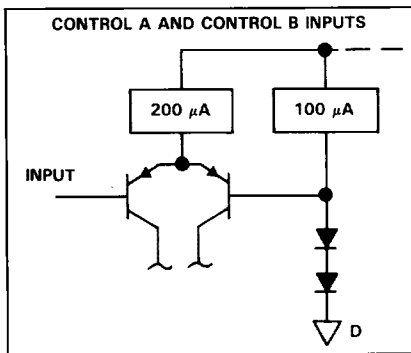 CONTROL A AND CONTROL B INPUTS
200 μA
100 μA
INPUT
D